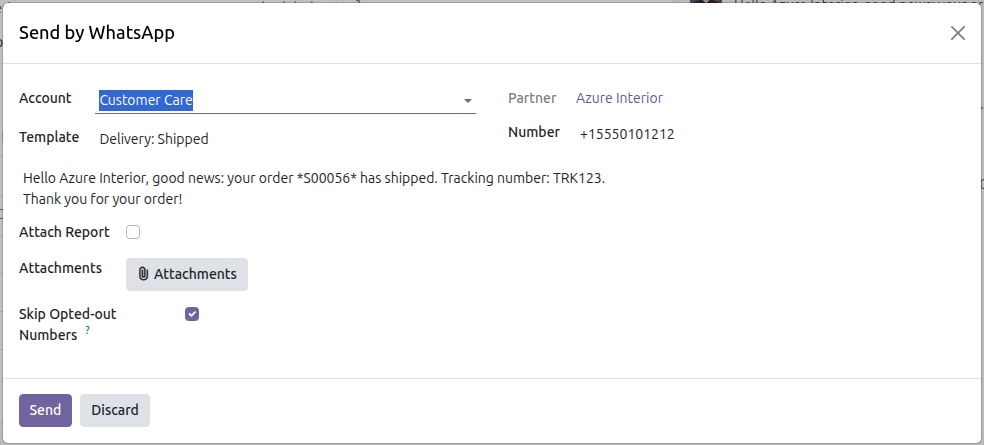 Send by WhatsApp
Account Customer Care Partner Azure Interior
Template Delivery: Shipped Number +15550101212
Hello Azure Interior, good news: your order *S00056* has shipped. Tracking number: TRK123.
Thank you for your order!
Attach Report
Attachments Attachments
Skip Opted-out
Numbers ?
Send Discard